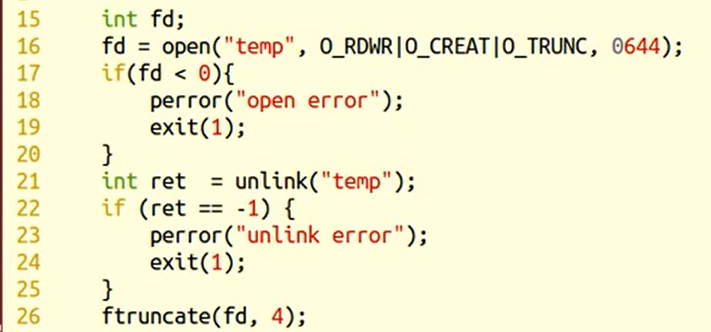 15 int fd;
16 fd = open("temp", O_RDWR|O_CREAT|O_TRUNC, 0644);
17 if(fd < 0){
18 perror("open error");
19 exit(1);
20 }
21 int ret  = unlink("temp");
22 if (ret == -1) {
23 perror("unlink error");
24 exit(1);
25 }
26 ftruncate(fd, 4);